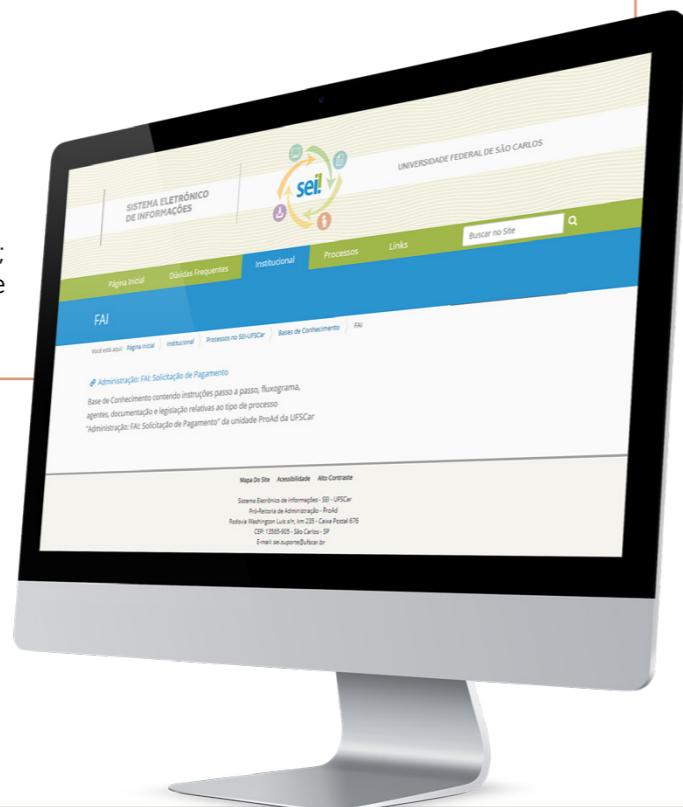 ;
e
SISTEMA ELETRÔNICO
DE INFORMAÇÕES
sei!
UNIVERSIDADE FEDERAL DE SÃO CARLOS
Página Inicial Dúvidas Frequentes Institucional Processos Links Buscar no Site
FAI
Você está aqui: Página Inicial Institucional Processos no SEI-UFSCar Bases de Conhecimento FAI
Administração: FAI: Solicitação de Pagamento
Base de Conhecimento contendo instruções passo a passo, fluxograma,
agentes, documentação e legislação relativas ao tipo de processo
"Administração: FAI: Solicitação de Pagamento" da unidade ProAd da UFSCar
Mapa Do Site Acessibilidade Alto Contraste
Sistema Eletrônico de Informações - SEI - UFSCar
Pró-Reitoria de Administração - ProAd
Rodovia Washington Luís s/n, km 235 - Caixa Postal 676
CEP: 13565-905 - São Carlos - SP
E-mail: sei.suporte@ufscar.br